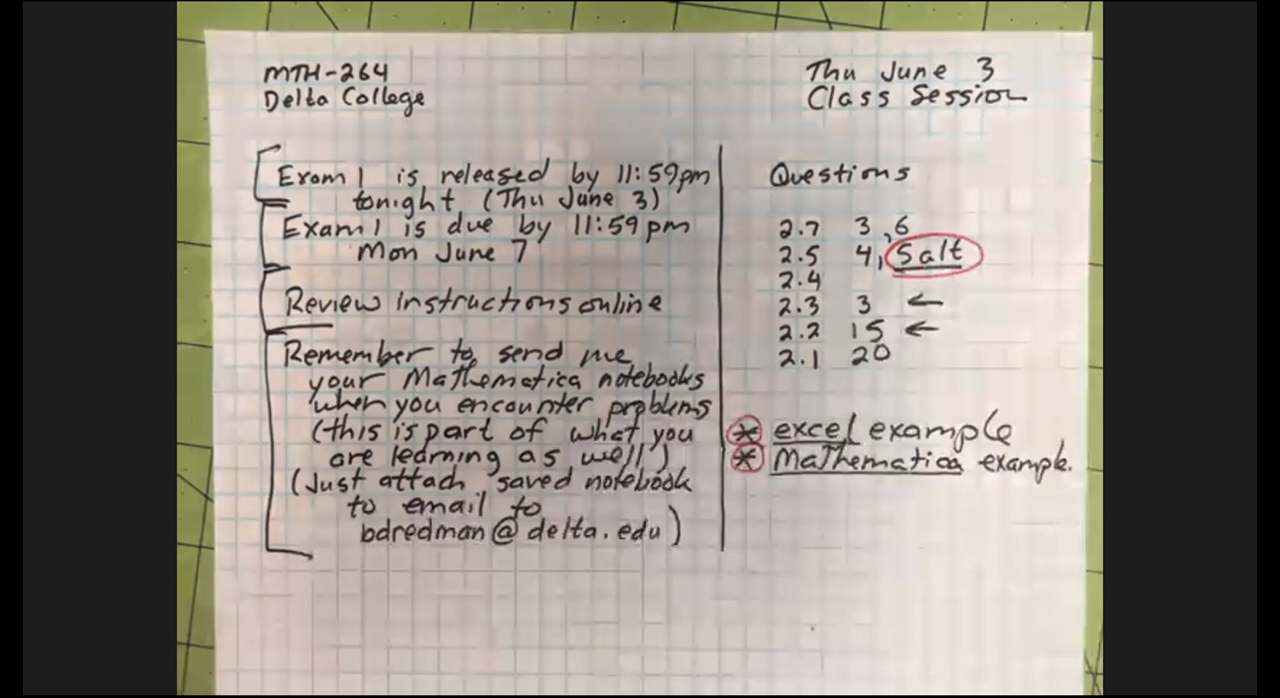 MTH-264
Delta College
Thu June 3
Class Session
Exam 1 is released by 11:59pm
tonight (Thu June 3)
Exam 1 is due by 11:59 pm
Mon June 7
Review instructions online
Remember to send me
your Mathematica notebooks
when you encounter problems
(this is part of what you
are learning as well)
(Just attach saved notebook
to email to
bdredman@delta.edu)
Questions
2.7 3, 6
2.5 4, Salt
2.4
2.3 3 ←
2.2 15 ←
2.1 20
* excel example
* Mathematica example.